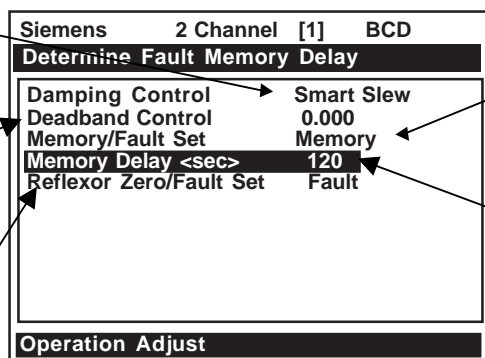 Siemens 2 Channel [1] BCD
Determine Fault Memory Delay
Damping Control Smart Slew
Deadband Control 0.000
Memory/Fault Set Memory
Memory Delay <sec> 120
Reflexor Zero/Fault Set Fault
Operation Adjust